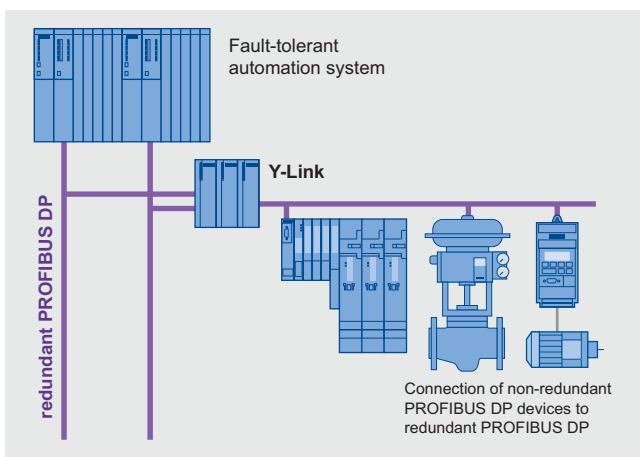 Fault-tolerant
automation system
Y-Link
redundant PROFIBUS DP
Connection of non-redundant
PROFIBUS DP devices to
redundant PROFIBUS DP